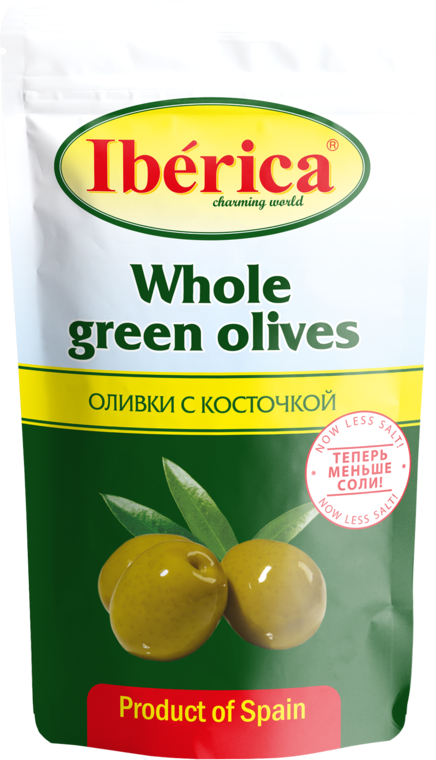 Ibérica®
charming world
Whole
green olives
ОЛИВКИ С КОСТОЧКОЙ
NOW LESS SALT!
ТЕПЕРЬ
МЕНЬШЕ
СОЛИ!
NOW LESS SALT!
Product of Spain